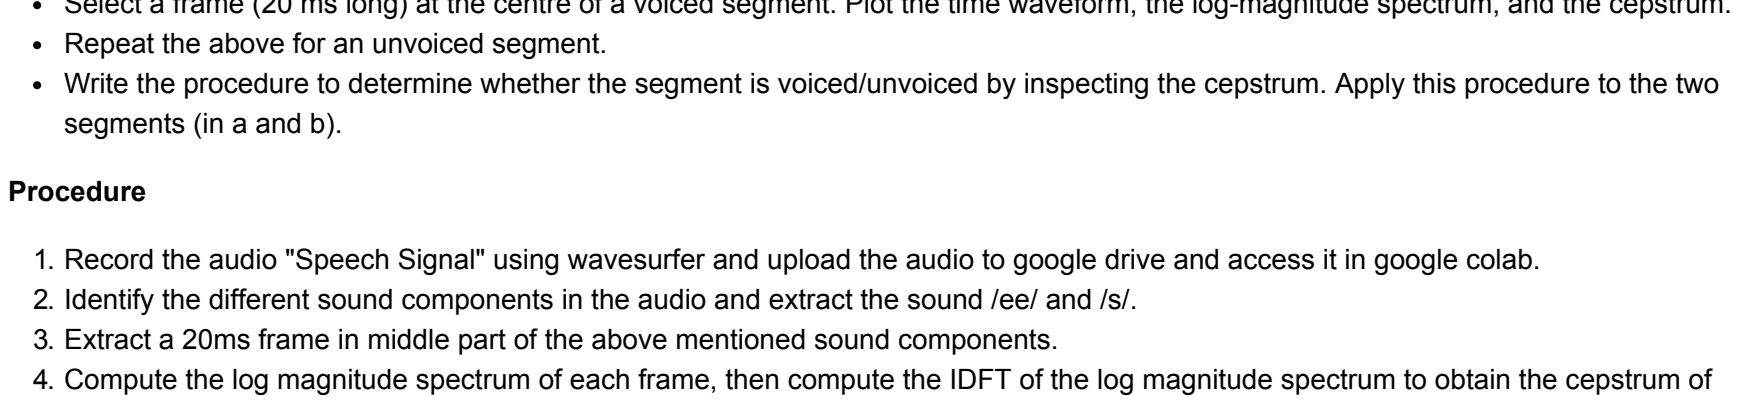 • Select a frame (20 ms long) at the centre of a voiced segment. Plot the time waveform, the log-magnitude spectrum, and the cepstrum.
• Repeat the above for an unvoiced segment.
• Write the procedure to determine whether the segment is voiced/unvoiced by inspecting the cepstrum. Apply this procedure to the two
segments (in a and b).
Procedure
1. Record the audio "Speech Signal" using wavesurfer and upload the audio to google drive and access it in google colab.
2. Identify the different sound components in the audio and extract the sound /ee/ and /s/.
3. Extract a 20ms frame in middle part of the above mentioned sound components.
4. Compute the log magnitude spectrum of each frame, then compute the IDFT of the log magnitude spectrum to obtain the cepstrum of